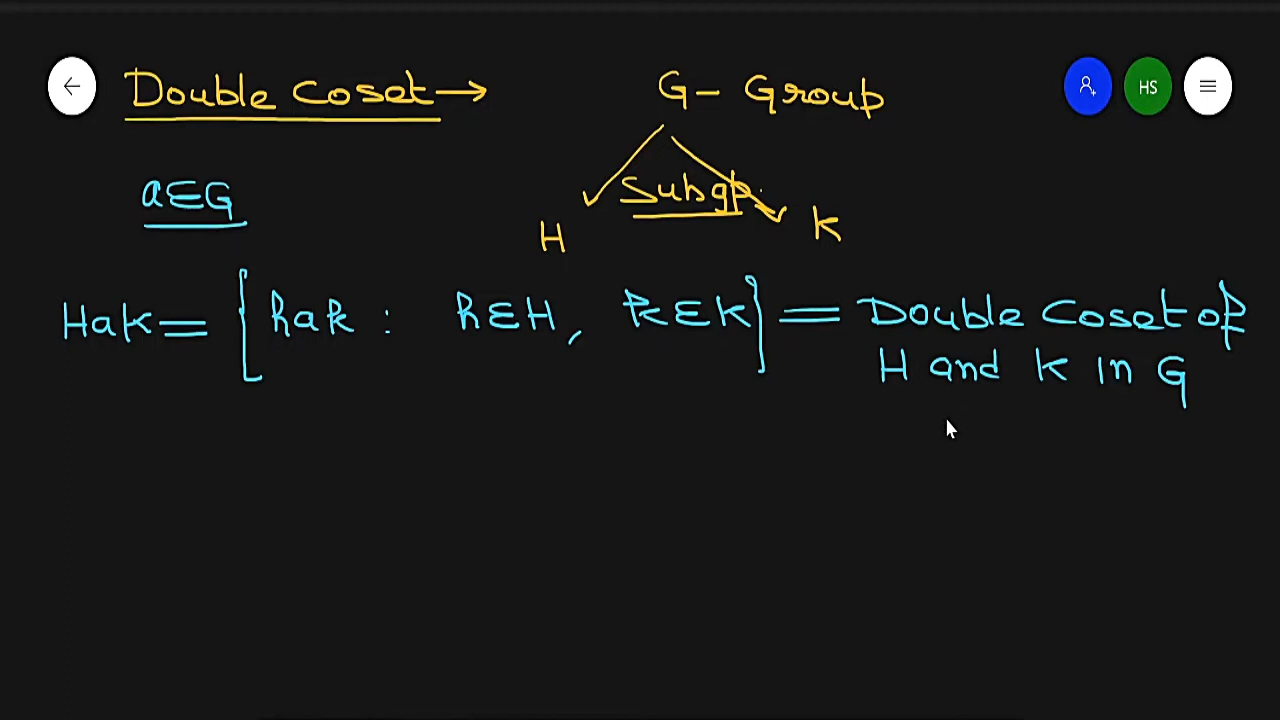 Double Coset → G - Group
HS
a∈G Subgp.
H K
HaK = { hak : h∈H, k∈K } = Double Coset of
H and K in G